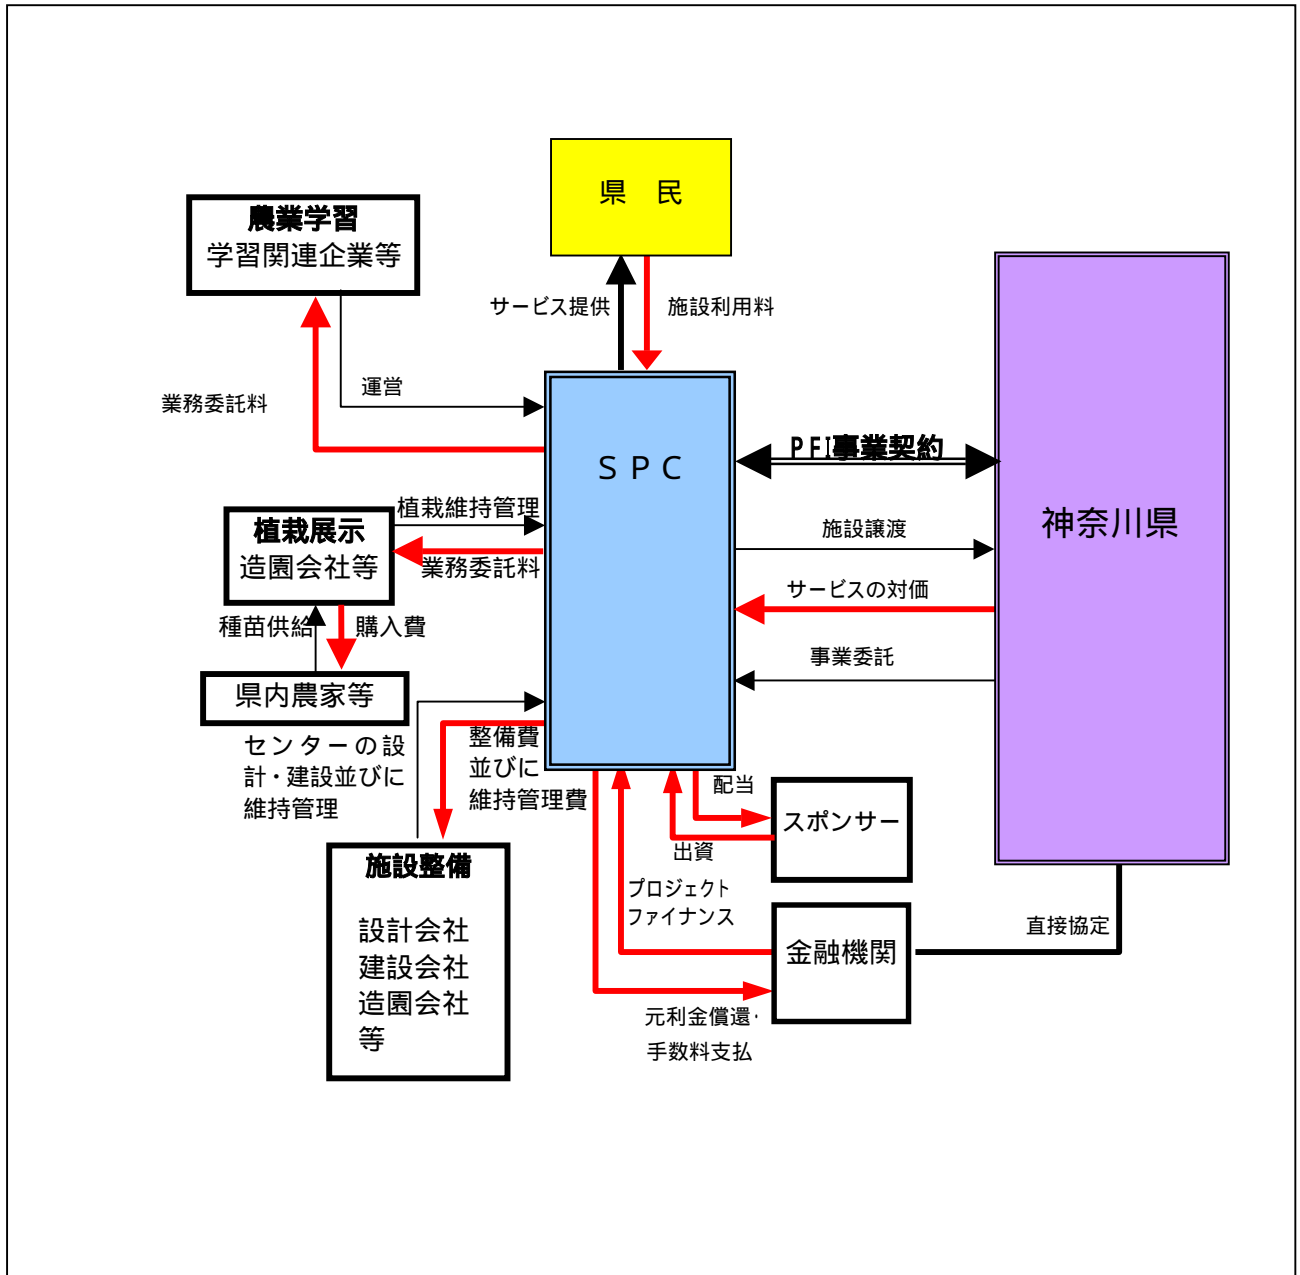 県　民
農業学習
学習関連企業等
サービス提供
施設利用料
運営
業務委託料
ＰＦＩ事業契約
ＳＰＣ
植栽維持管理
植栽展示
造園会社等
業務委託料
施設譲渡
神奈川県
サービスの対価
種苗供給
購入費
事業委託
県内農家等
センターの設
計・建設並びに
維持管理
整備費
並びに
維持管理費
配当
スポンサー
出資
施設整備
設計会社
建設会社
造園会社
等
プロジェクト
ファイナンス
金融機関
直接協定
元利金償還・
手数料支払